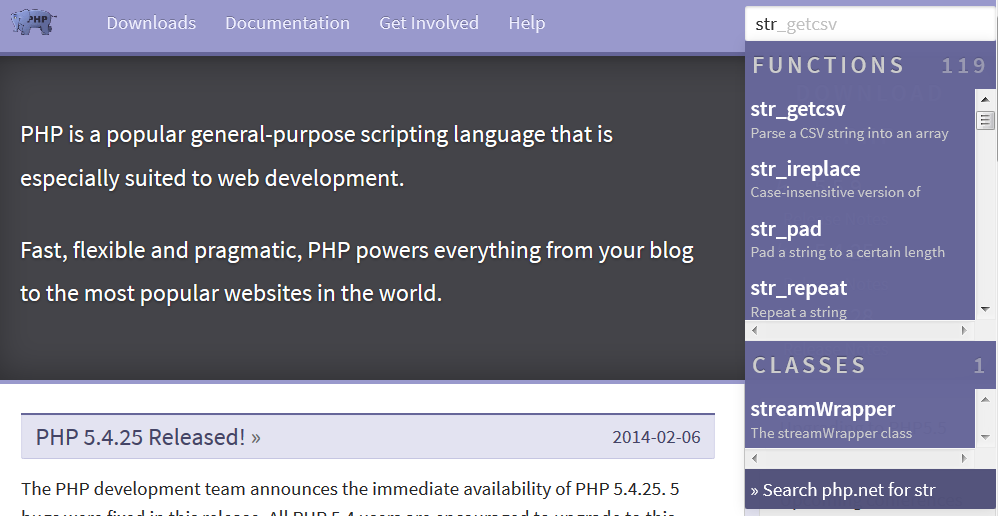 PHP
Downloads
Documentation
Get Involved
Help
str_getcsv
PHP is a popular general-purpose scripting language that is
especially suited to web development.
Fast, flexible and pragmatic, PHP powers everything from your blog
to the most popular websites in the world.
PHP 5.4.25 Released! »
2014-02-06
The PHP development team announces the immediate availability of PHP 5.4.25. 5
bugs were fixed in this release. All PHP 5.4 users are encouraged to upgrade to this
FUNCTIONS 119
str_getcsv
Parse a CSV string into an array
str_ireplace
Case-insensitive version of
str_pad
Pad a string to a certain length
str_repeat
Repeat a string
CLASSES 1
streamWrapper
The streamWrapper class
» Search php.net for str